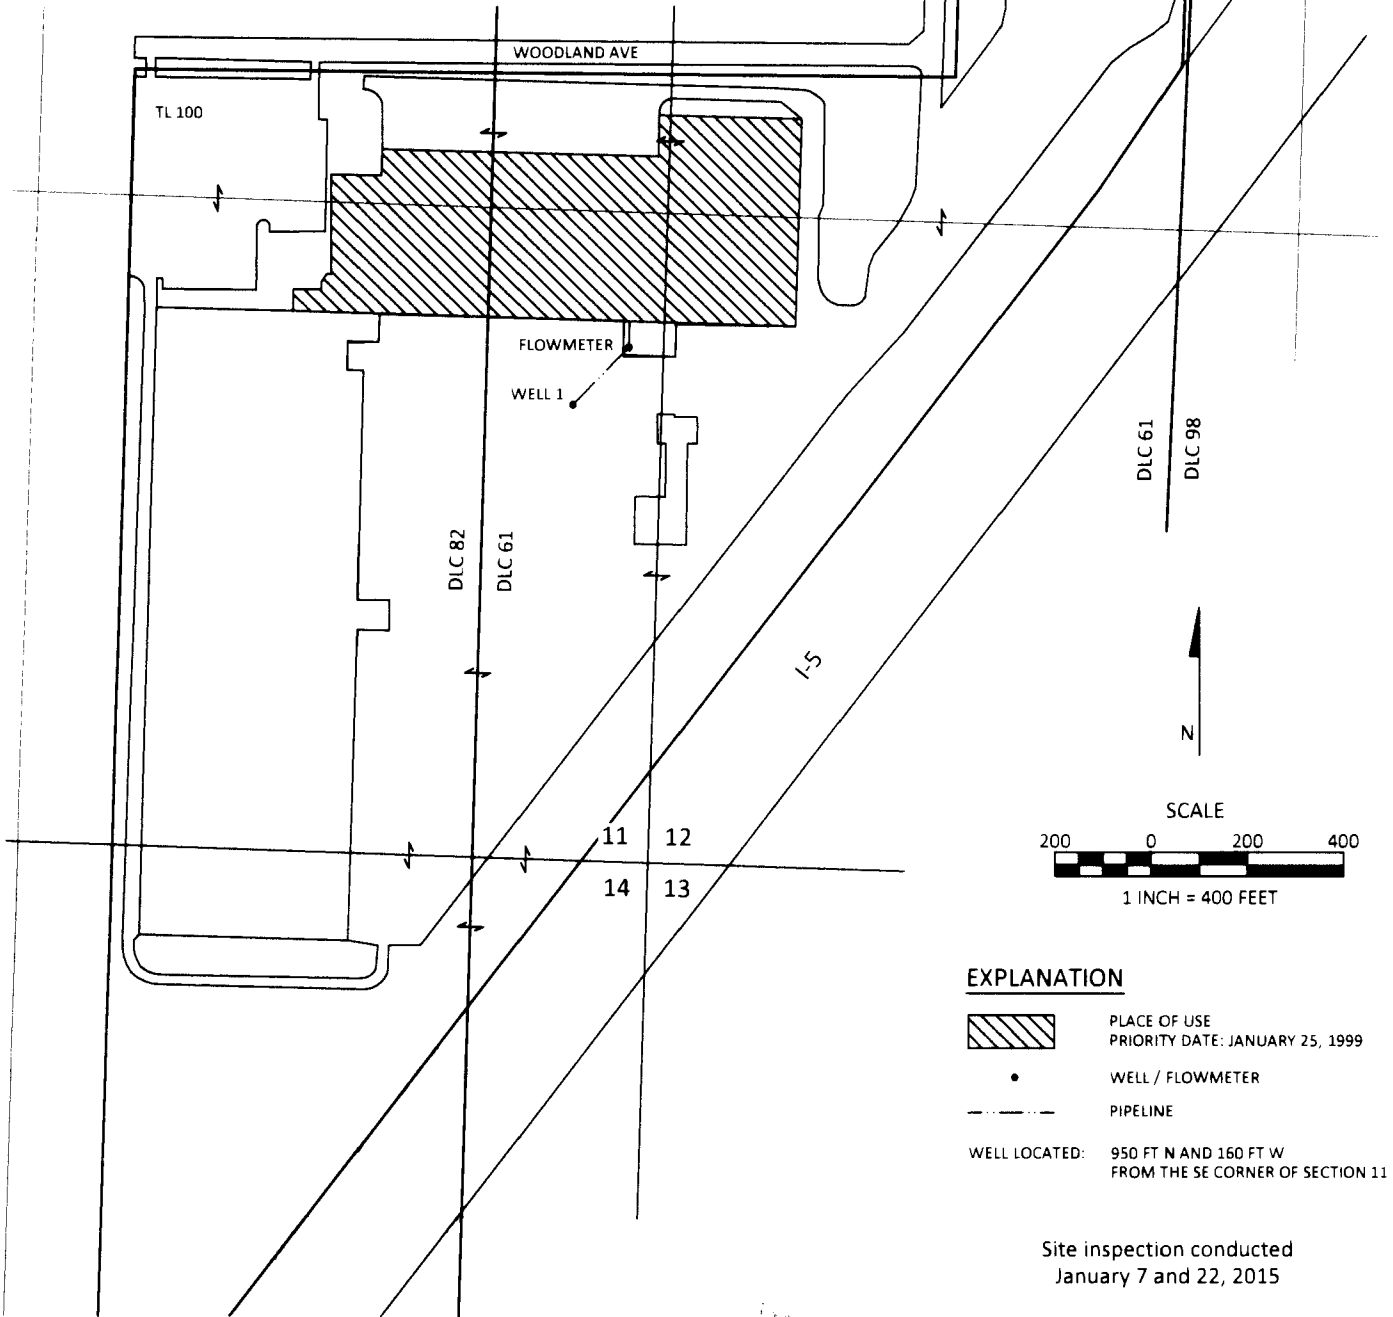 WOODLAND AVE
TL 100
FLOWMETER
WELL 1
DLC 82
DLC 61
DLC 61
DLC 98
I-5
N
11
12
14
13
SCALE
200 0 200 400
1 INCH = 400 FEET
EXPLANATION
PLACE OF USE
PRIORITY DATE: JANUARY 25, 1999
WELL / FLOWMETER
PIPELINE
WELL LOCATED: 950 FT N AND 160 FT W
FROM THE SE CORNER OF SECTION 11
Site inspection conducted
January 7 and 22, 2015